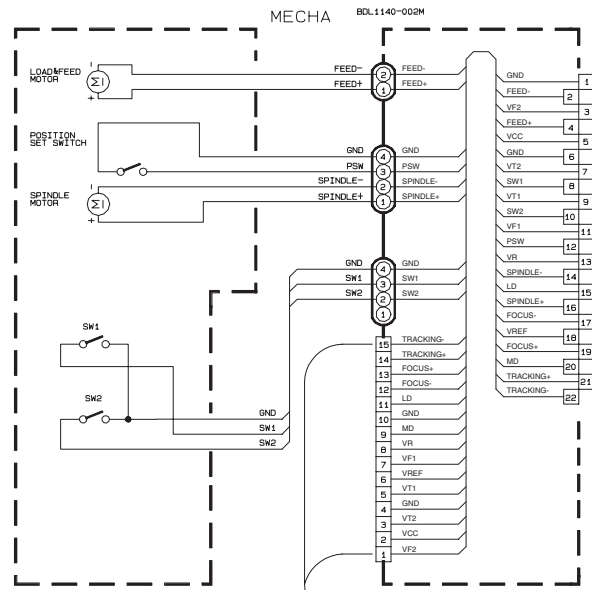 MECHA BDL1140-002M
LOAD&FEED
MOTOR
-
M
+
FEED- 2 FEED-
FEED+ 1 FEED+
POSITION
SET SWITCH
GND 4 GND
PSW 3 PSW
SPINDLE- 2 SPINDLE-
SPINDLE+ 1 SPINDLE+
SPINDLE
MOTOR
-
M
+
GND 4 GND
SW1 3 SW1
SW2 2 SW2
1
SW1
SW2
GND
SW1
SW2
15 TRACKING-
14 TRACKING+
13 FOCUS+
12 FOCUS-
11 LD
10 GND
9 MD
8 VR
7 VF1
6 VREF
5 VT1
4 GND
3 VT2
2 VCC
1 VF2
GND 1
FEED- 2
VF2 3
FEED+ 4
VCC 5
GND 6
VT2 7
SW1 8
VT1 9
SW2 10
VF1 11
PSW 12
VR 13
SPINDLE- 14
LD 15
SPINDLE+ 16
FOCUS- 17
VREF 18
FOCUS+ 19
MD 20
TRACKING+ 21
TRACKING- 22